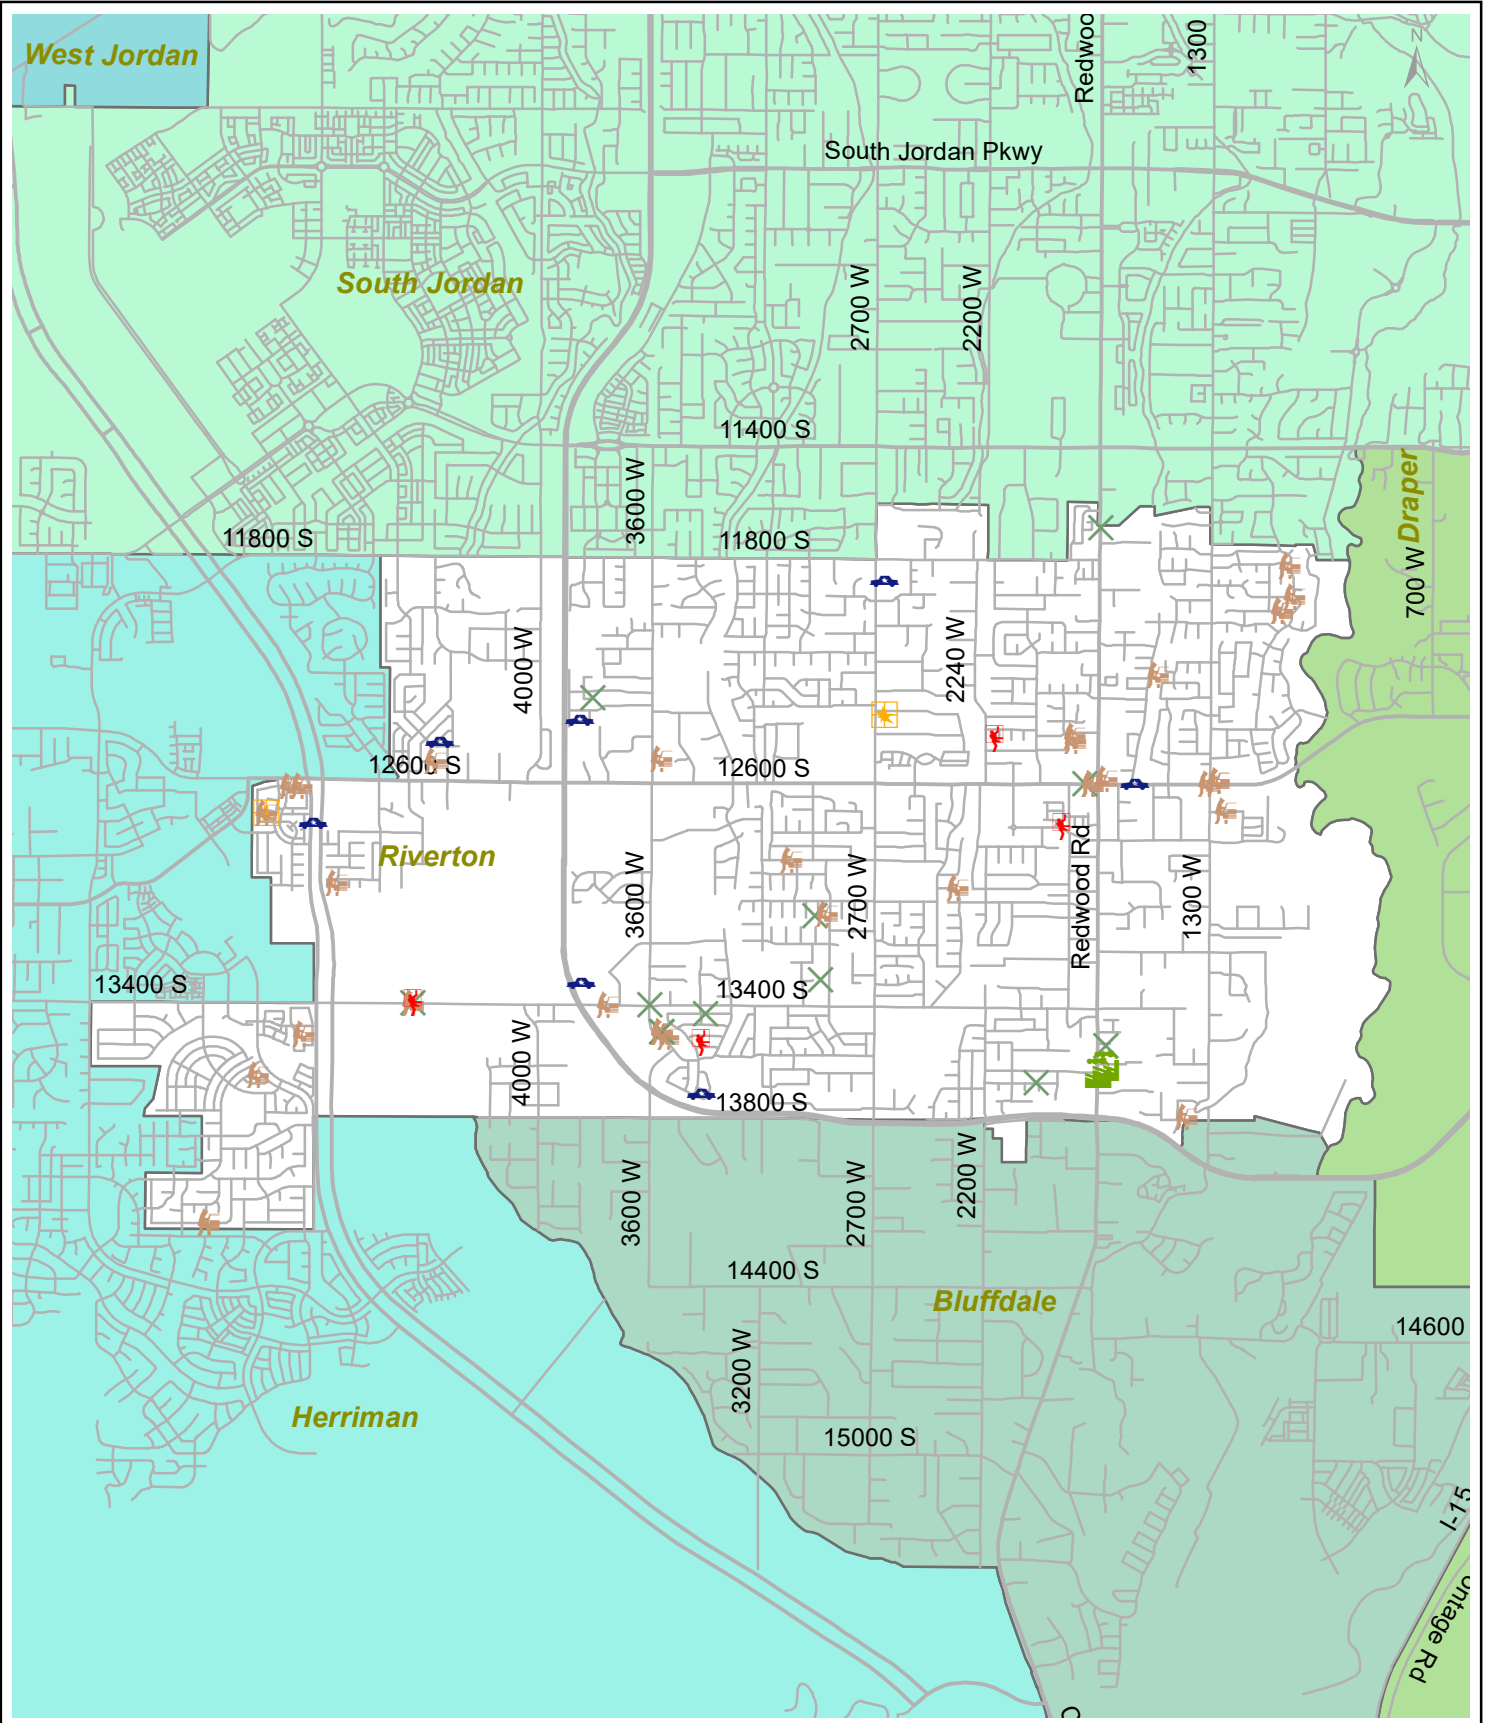 West Jordan
Redwoo
1300
N
South Jordan Pkwy
South Jordan
2700 W
2200 W
11400 S
Draper
3600 W
11800 S
11800 S
700 W
4000 W
2240 W
12600 S
12600 S
Riverton
3600 W
2700 W
Redwood Rd
1300 W
13400 S
13400 S
4000 W
13800 S
3600 W
2700 W
2200 W
14400 S
Bluffdale
14600
3200 W
Herriman
15000 S
I-15
ontage Rd